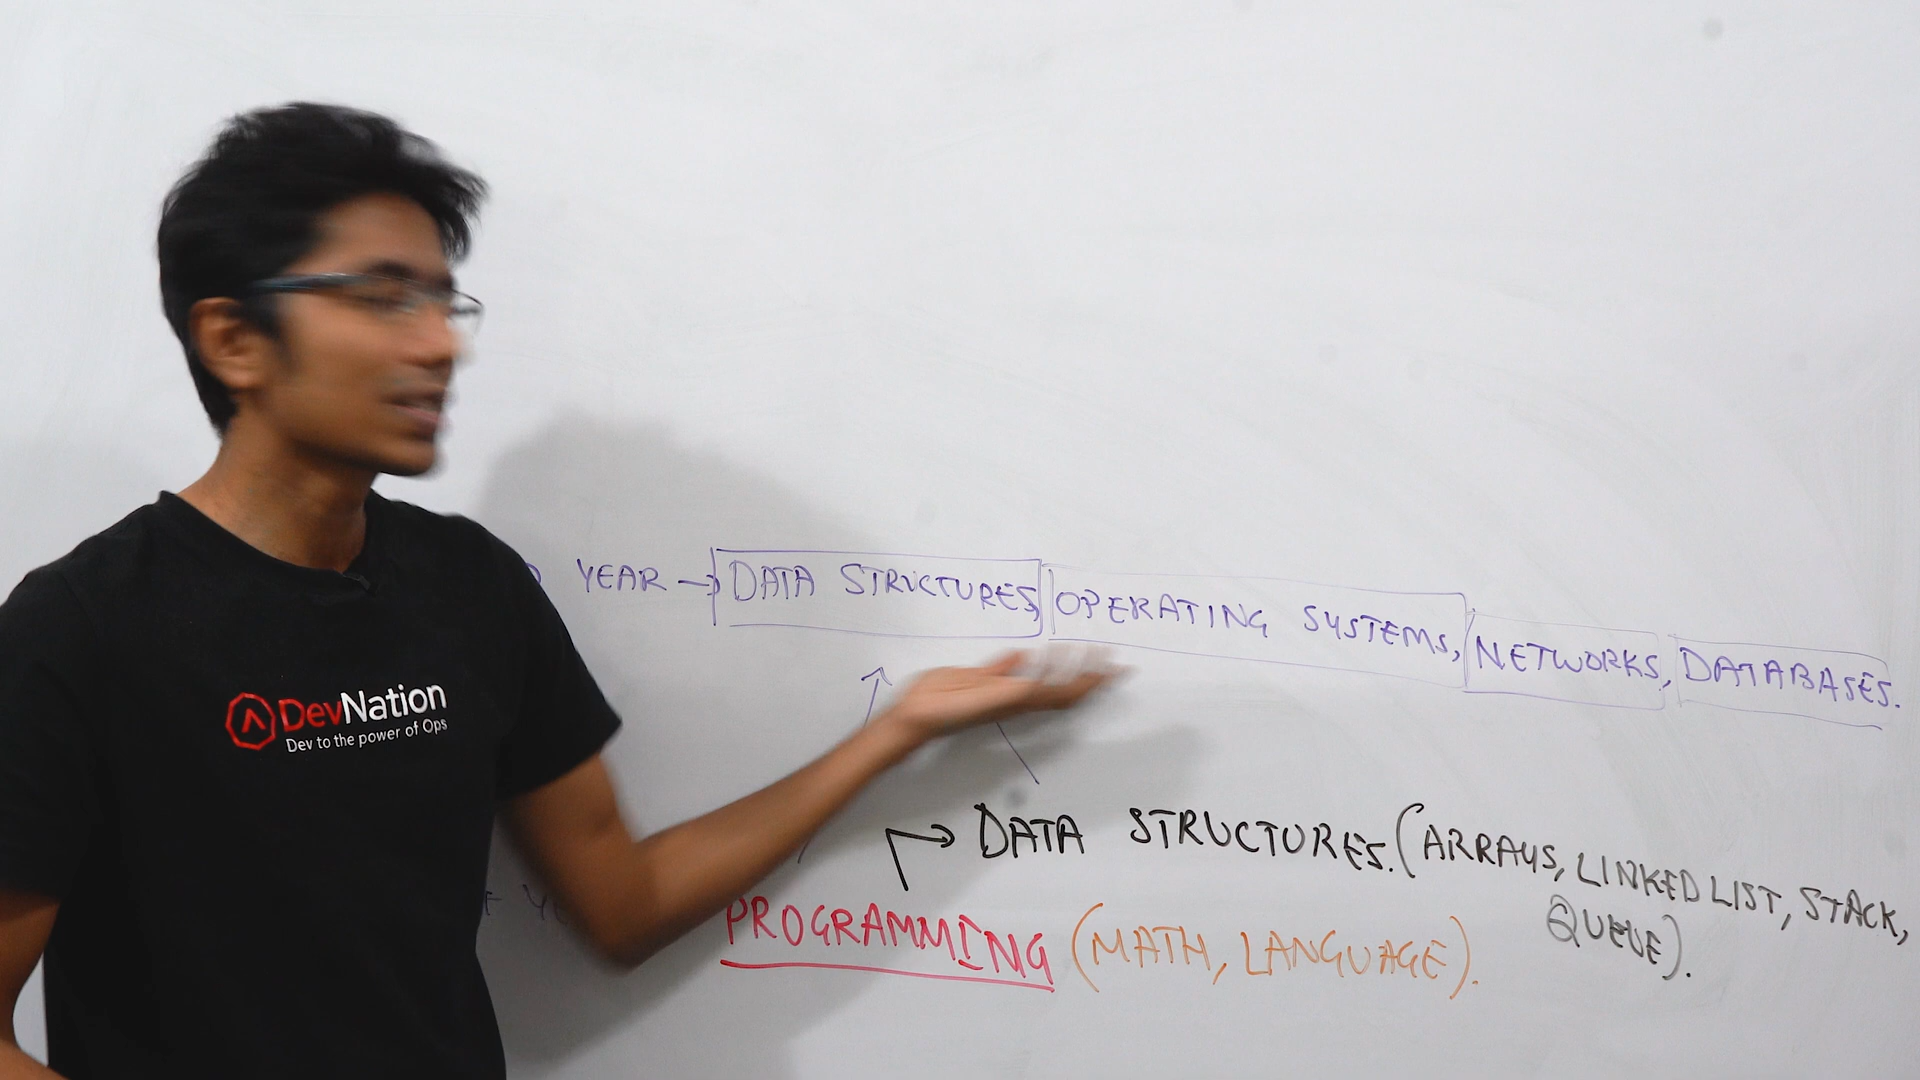 YEAR → DATA STRUCTURES, OPERATING SYSTEMS, NETWORKS, DATABASES.
DevNation
Dev to the power of Ops
DATA STRUCTURES. (ARRAYS, LINKED LIST, STACK,
QUEUE).
PROGRAMMING (MATH, LANGUAGE).